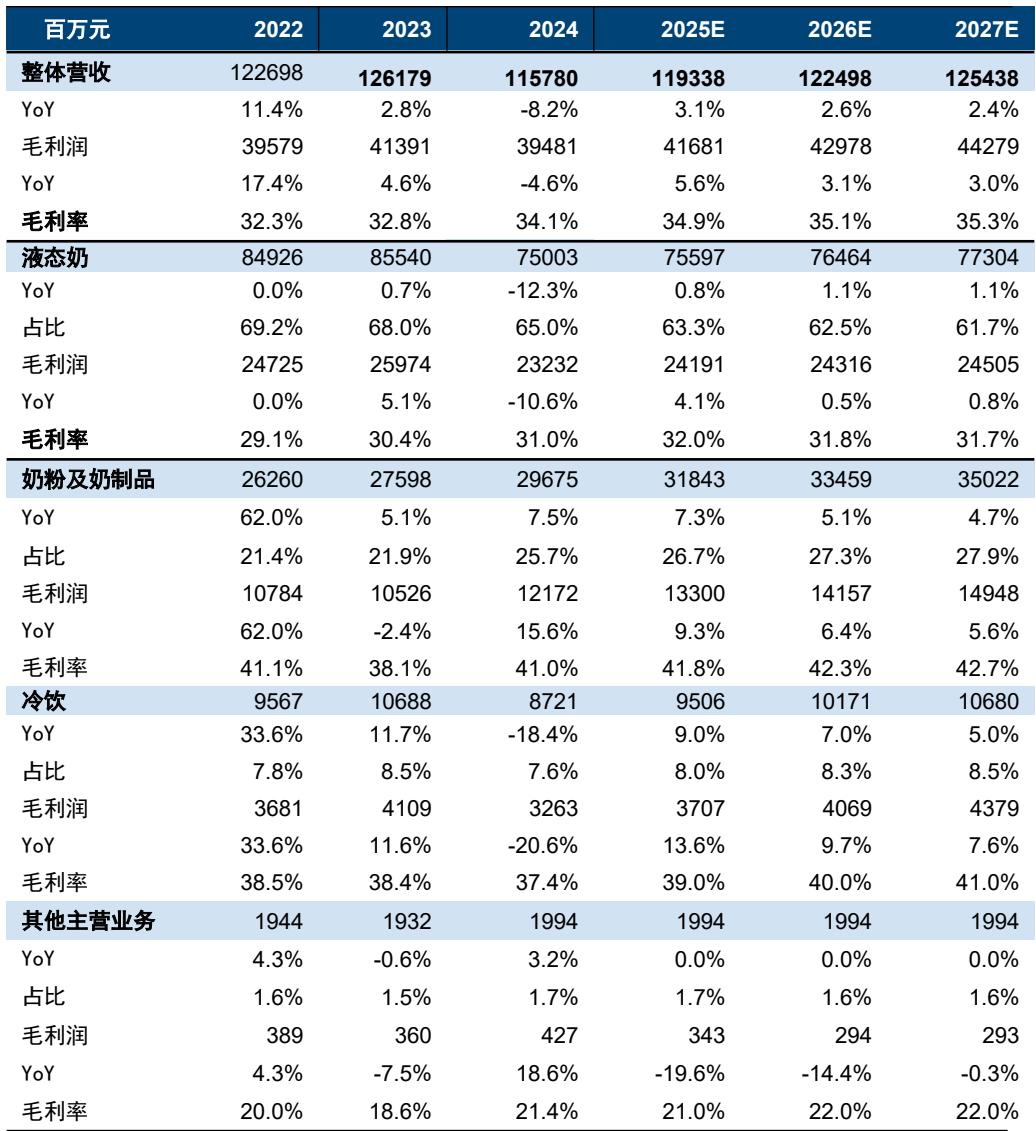 百万元 2022 2023 2024 2025E 2026E 2027E
整体营收 122698 126179 115780 119338 122498 125438
YoY 11.4% 2.8% -8.2% 3.1% 2.6% 2.4%
毛利润 39579 41391 39481 41681 42978 44279
YoY 17.4% 4.6% -4.6% 5.6% 3.1% 3.0%
毛利率 32.3% 32.8% 34.1% 34.9% 35.1% 35.3%
液态奶 84926 85540 75003 75597 76464 77304
YoY 0.0% 0.7% -12.3% 0.8% 1.1% 1.1%
占比 69.2% 68.0% 65.0% 63.3% 62.5% 61.7%
毛利润 24725 25974 23232 24191 24316 24505
YoY 0.0% 5.1% -10.6% 4.1% 0.5% 0.8%
毛利率 29.1% 30.4% 31.0% 32.0% 31.8% 31.7%
奶粉及奶制品 26260 27598 29675 31843 33459 35022
YoY 62.0% 5.1% 7.5% 7.3% 5.1% 4.7%
占比 21.4% 21.9% 25.7% 26.7% 27.3% 27.9%
毛利润 10784 10526 12172 13300 14157 14948
YoY 62.0% -2.4% 15.6% 9.3% 6.4% 5.6%
毛利率 41.1% 38.1% 41.0% 41.8% 42.3% 42.7%
冷饮 9567 10688 8721 9506 10171 10680
YoY 33.6% 11.7% -18.4% 9.0% 7.0% 5.0%
占比 7.8% 8.5% 7.6% 8.0% 8.3% 8.5%
毛利润 3681 4109 3263 3707 4069 4379
YoY 33.6% 11.6% -20.6% 13.6% 9.7% 7.6%
毛利率 38.5% 38.4% 37.4% 39.0% 40.0% 41.0%
其他主营业务 1944 1932 1994 1994 1994 1994
YoY 4.3% -0.6% 3.2% 0.0% 0.0% 0.0%
占比 1.6% 1.5% 1.7% 1.7% 1.6% 1.6%
毛利润 389 360 427 343 294 293
YoY 4.3% -7.5% 18.6% -19.6% -14.4% -0.3%
毛利率 20.0% 18.6% 21.4% 21.0% 22.0% 22.0%